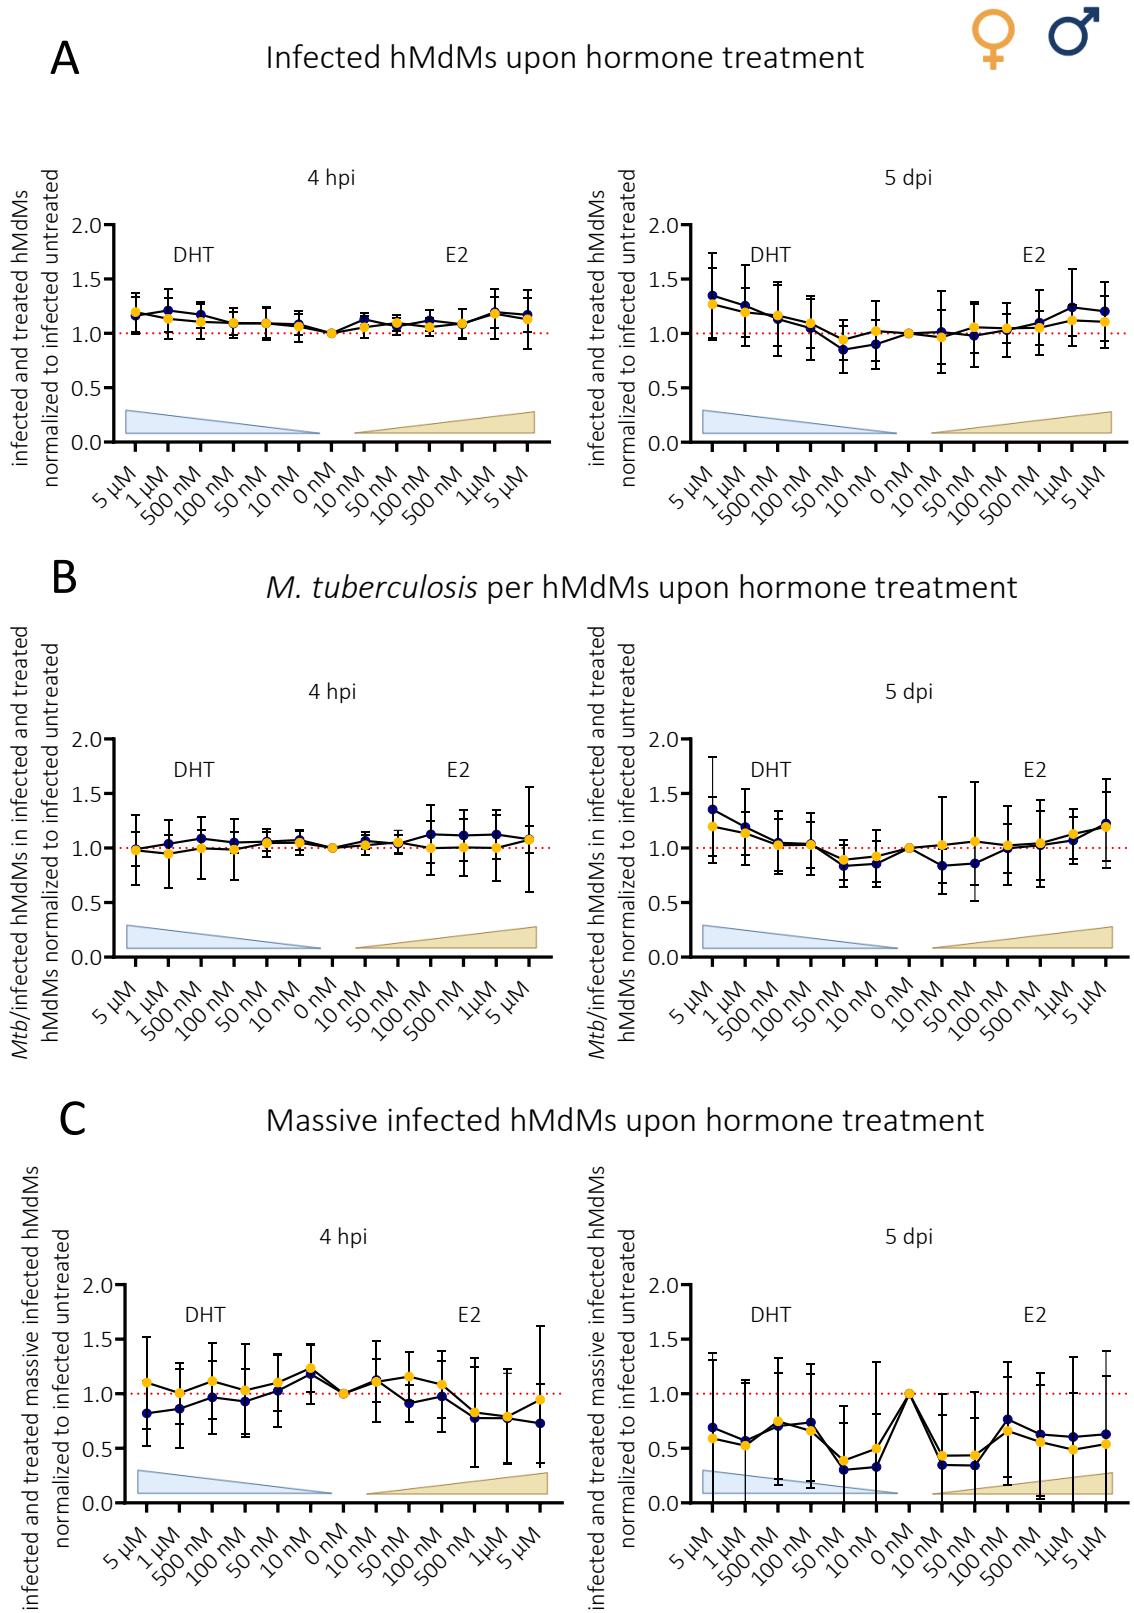 A
Infected hMdMs upon hormone treatment
infected and treated hMdMs
normalized to infected untreated
4 hpi
2.0
1.5
1.0
0.5
0.0
DHT
E2
5 µM
1 µM
500 nM
100 nM
50 nM
10 nM
0 nM
10 nM
50 nM
100 nM
500 nM
1µM
5 µM
infected and treated hMdMs
normalized to infected untreated
5 dpi
2.0
1.5
1.0
0.5
0.0
DHT
E2
5 µM
1 µM
500 nM
100 nM
50 nM
10 nM
0 nM
10 nM
50 nM
100 nM
500 nM
1µM
5 µM
B
M. tuberculosis per hMdMs upon hormone treatment
Mtb/infected hMdMs in infected and treated
hMdMs normalized to infected untreated
4 hpi
2.0
1.5
1.0
0.5
0.0
DHT
E2
5 µM
1 µM
500 nM
100 nM
50 nM
10 nM
0 nM
10 nM
50 nM
100 nM
500 nM
1µM
5 µM
Mtb/infected hMdMs in infected and treated
hMdMs normalized to infected untreated
5 dpi
2.0
1.5
1.0
0.5
0.0
DHT
E2
5 µM
1 µM
500 nM
100 nM
50 nM
10 nM
0 nM
10 nM
50 nM
100 nM
500 nM
1µM
5 µM
C
Massive infected hMdMs upon hormone treatment
infected and treated massive infected hMdMs
normalized to infected untreated
4 hpi
2.0
1.5
1.0
0.5
0.0
DHT
E2
5 µM
1 µM
500 nM
100 nM
50 nM
10 nM
0 nM
10 nM
50 nM
100 nM
500 nM
1µM
5 µM
infected and treated massive infected hMdMs
normalized to infected untreated
5 dpi
2.0
1.5
1.0
0.5
0.0
DHT
E2
5 µM
1 µM
500 nM
100 nM
50 nM
10 nM
0 nM
10 nM
50 nM
100 nM
500 nM
1µM
5 µM